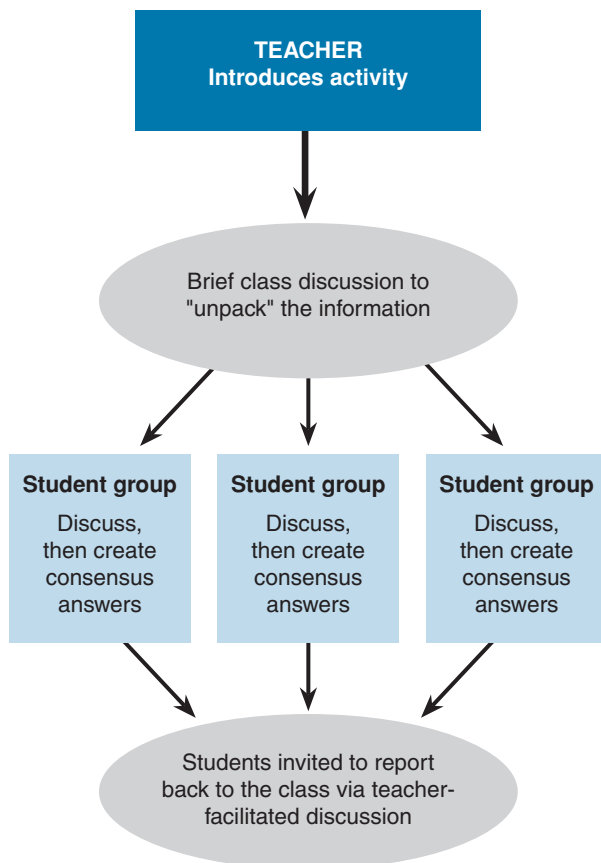 TEACHER
Introduces activity
Brief class discussion to
"unpack" the information
Student group
Discuss,
then create
consensus
answers
Student group
Discuss,
then create
consensus
answers
Student group
Discuss,
then create
consensus
answers
Students invited to report
back to the class via teacher-
facilitated discussion